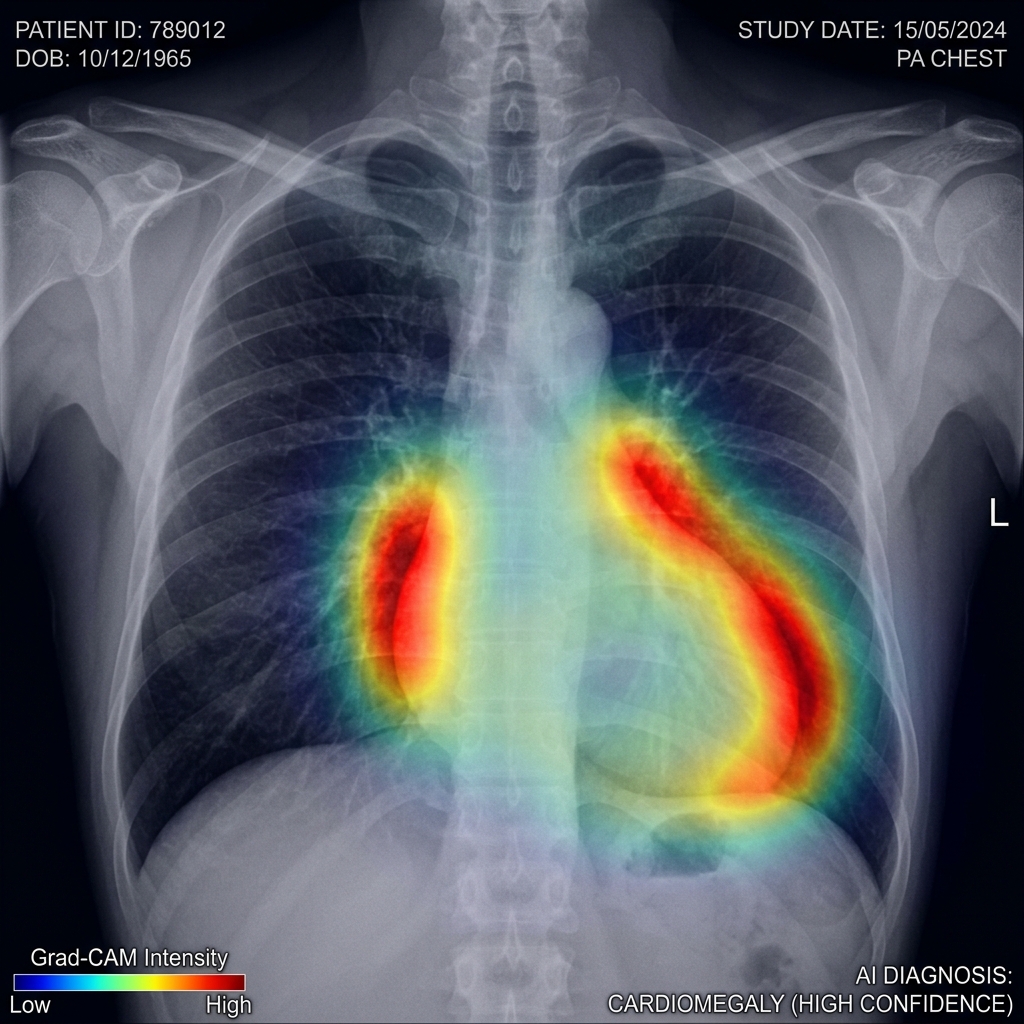 PATIENT ID: 789012
DOB: 10/12/1965
STUDY DATE: 15/05/2024
PA CHEST
L
Grad-CAM Intensity
Low High
AI DIAGNOSIS:
CARDIOMEGALY (HIGH CONFIDENCE)